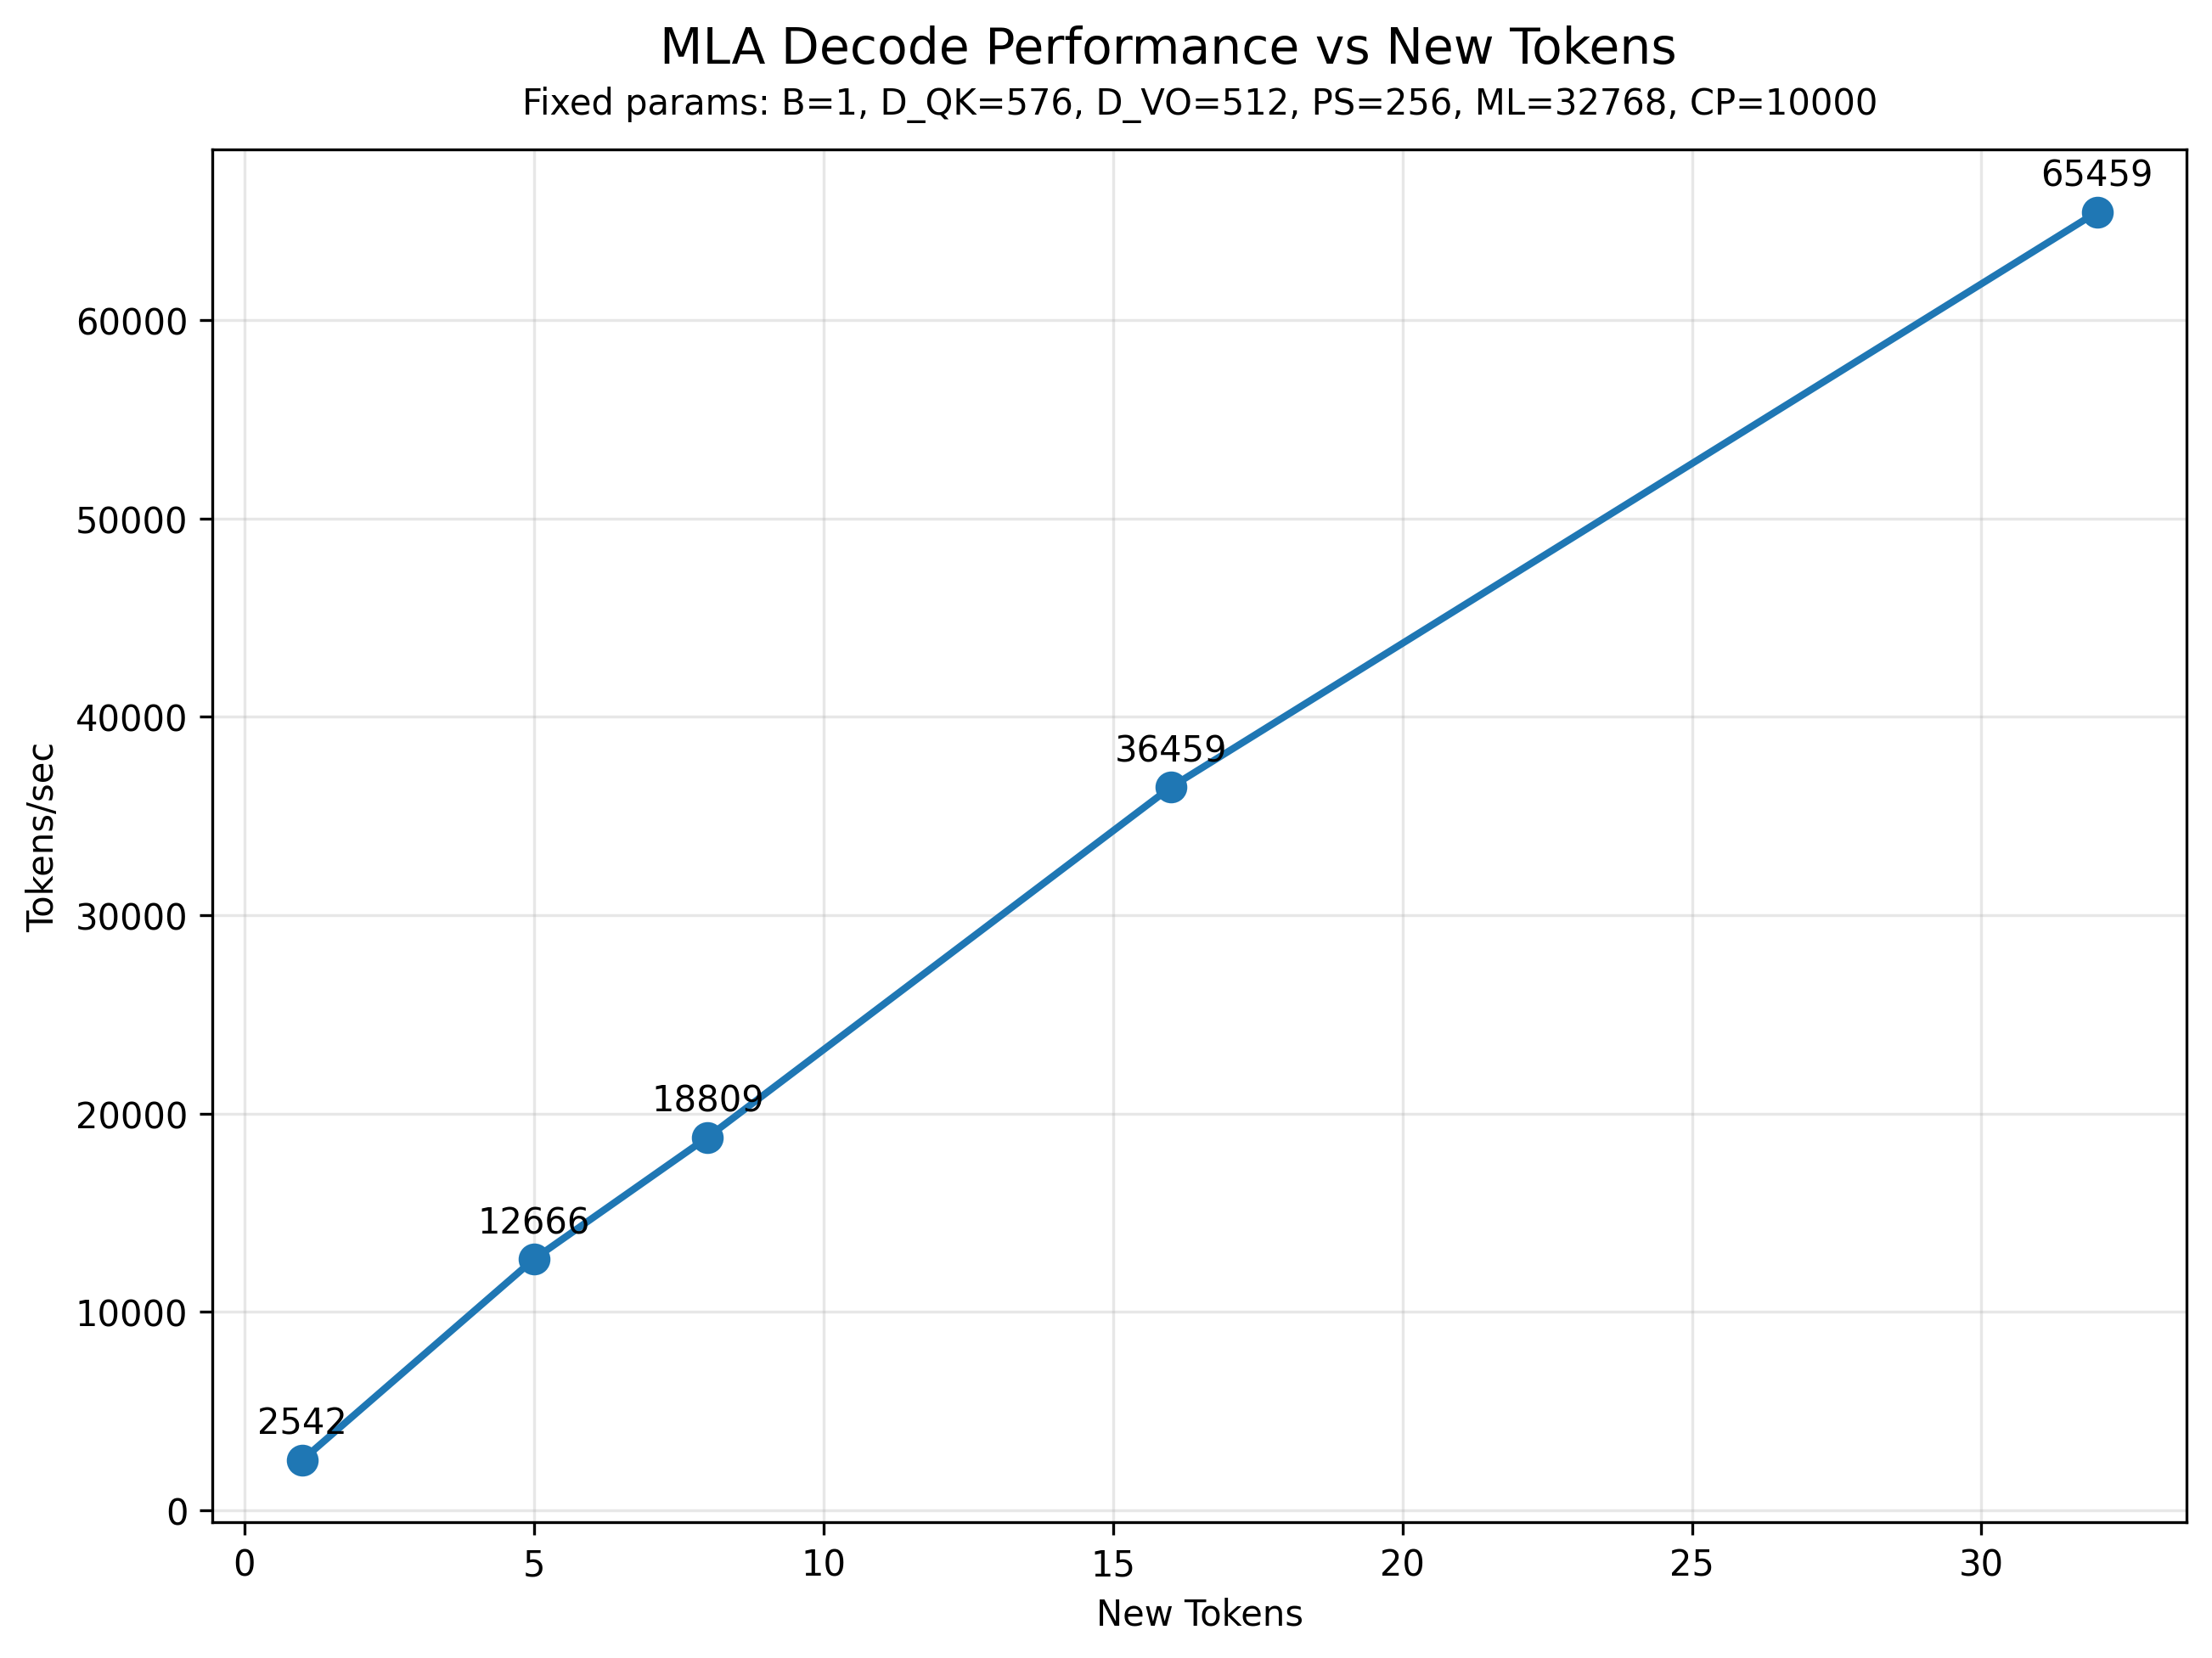 MLA Decode Performance vs New Tokens
Fixed params: B=1, D_QK=576, D_VO=512, PS=256, ML=32768, CP=10000
65459
60000
50000
40000
36459
30000
20000
18809
12666
10000
2542
0
Tokens/sec
0 5 10 15 20 25 30
New Tokens